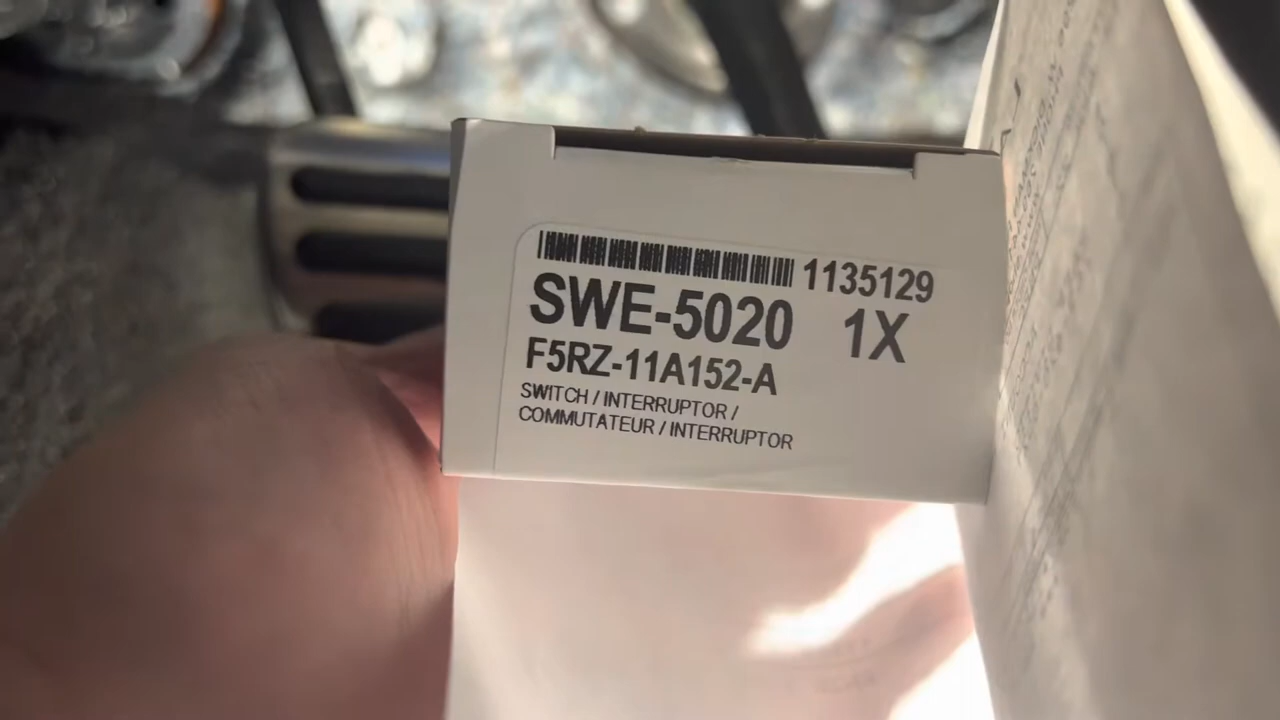 1135129
SWE-5020 1X
F5RZ-11A152-A
SWITCH / INTERRUPTOR /
COMMUTATEUR / INTERRUPTOR